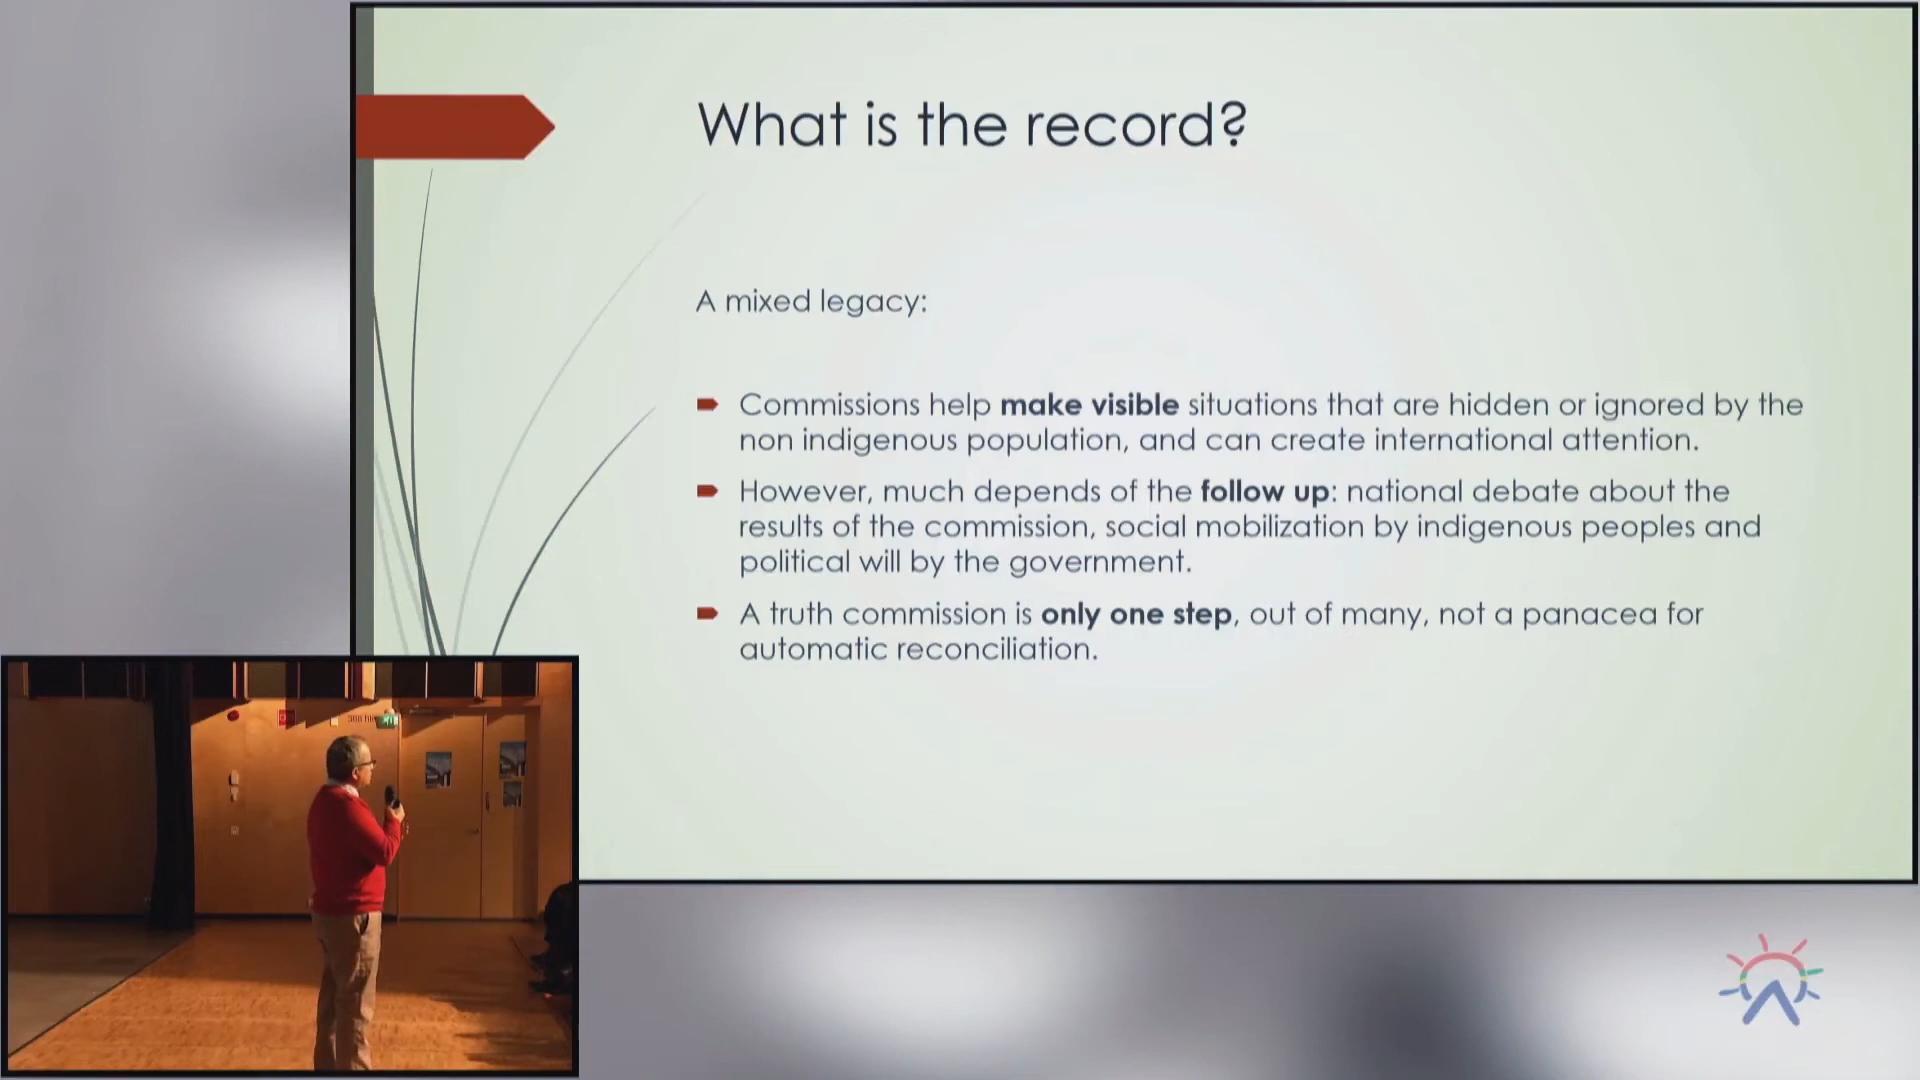 What is the record?
A mixed legacy:
Commissions help make visible situations that are hidden or ignored by the
non indigenous population, and can create international attention.
However, much depends of the follow up: national debate about the
results of the commission, social mobilization by indigenous peoples and
political will by the government.
A truth commission is only one step, out of many, not a panacea for
automatic reconciliation.